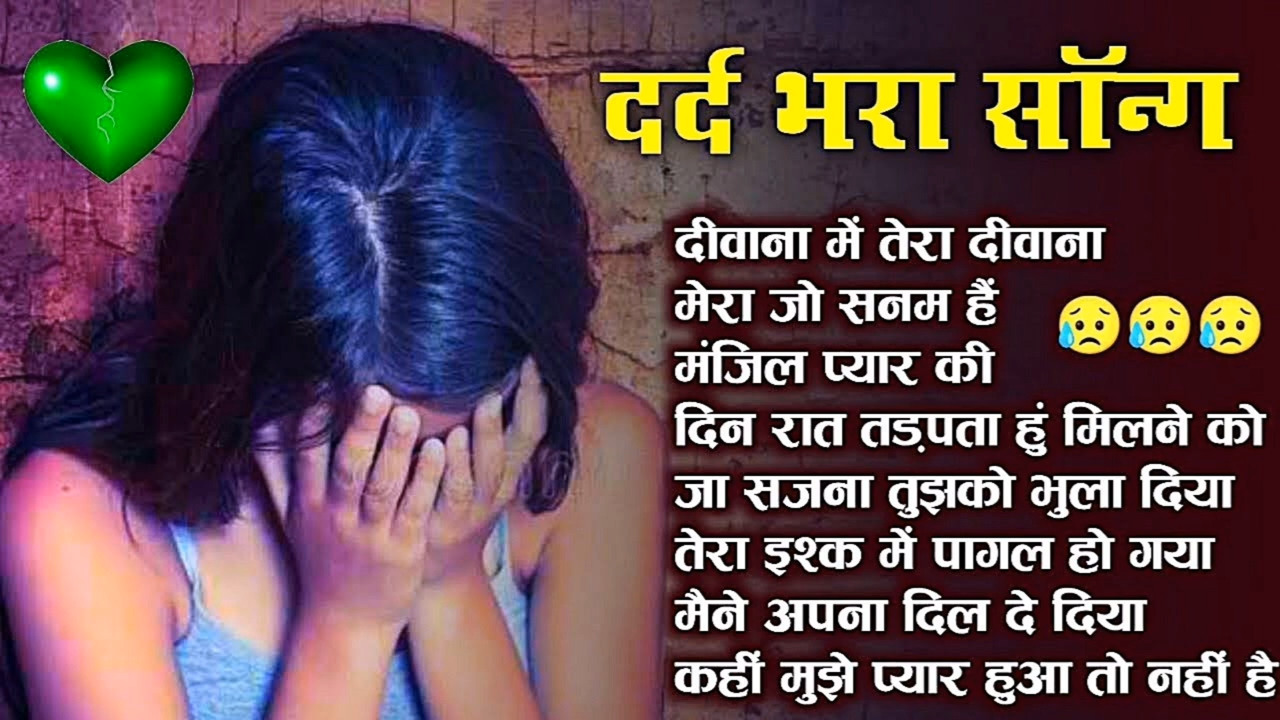 दर्द भरा सॉन्ग
दीवाना में तेरा दीवाना
मेरा जो सनम हैं
मंजिल प्यार की
दिन रात तड़पता हुं मिलने को
जा सजना तुझको भुला दिया
तेरा इश्क में पागल हो गया
मैने अपना दिल दे दिया
कहीं मुझे प्यार हुआ तो नहीं है